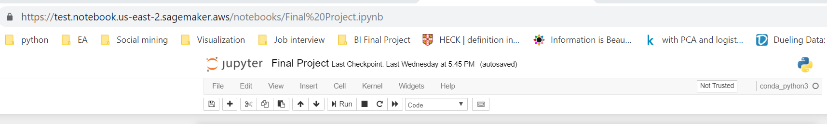 https://test.notebook.us-east-2.sagemaker.aws/notebooks/Final%20Project.ipynb
python EA Social mining Visualization Job interview BI Final Project HECK | definition in... Information is Beau... with PCA and logist... Dueling Data:
jupyter Final Project Last Checkpoint: Last Wednesday at 5:45 PM (autosaved)
File Edit View Insert Cell Kernel Widgets Help Not Trusted conda_python3
Run Code